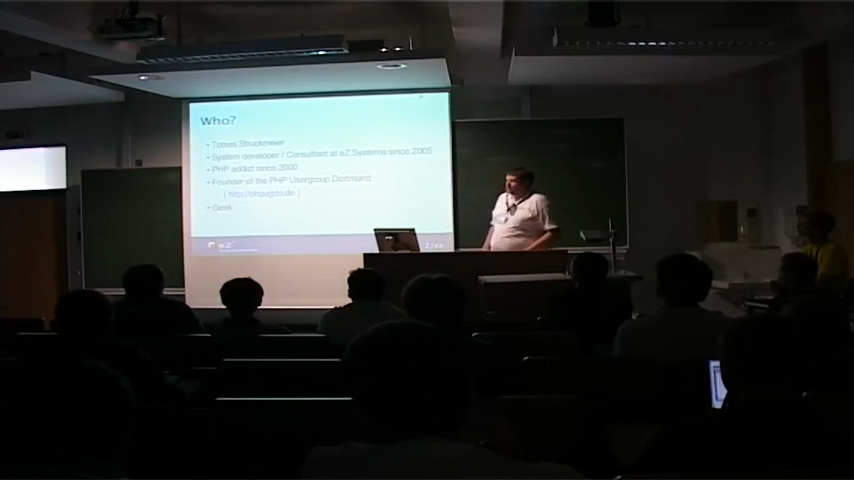 Who?
Tobias Struckmeier
System developer / Consultant at eZ Systems since 2005
PHP addict since 2000
Founder of the PHP Usergroup Dortmund
( http://phpugdo.de )
Geek
eZ